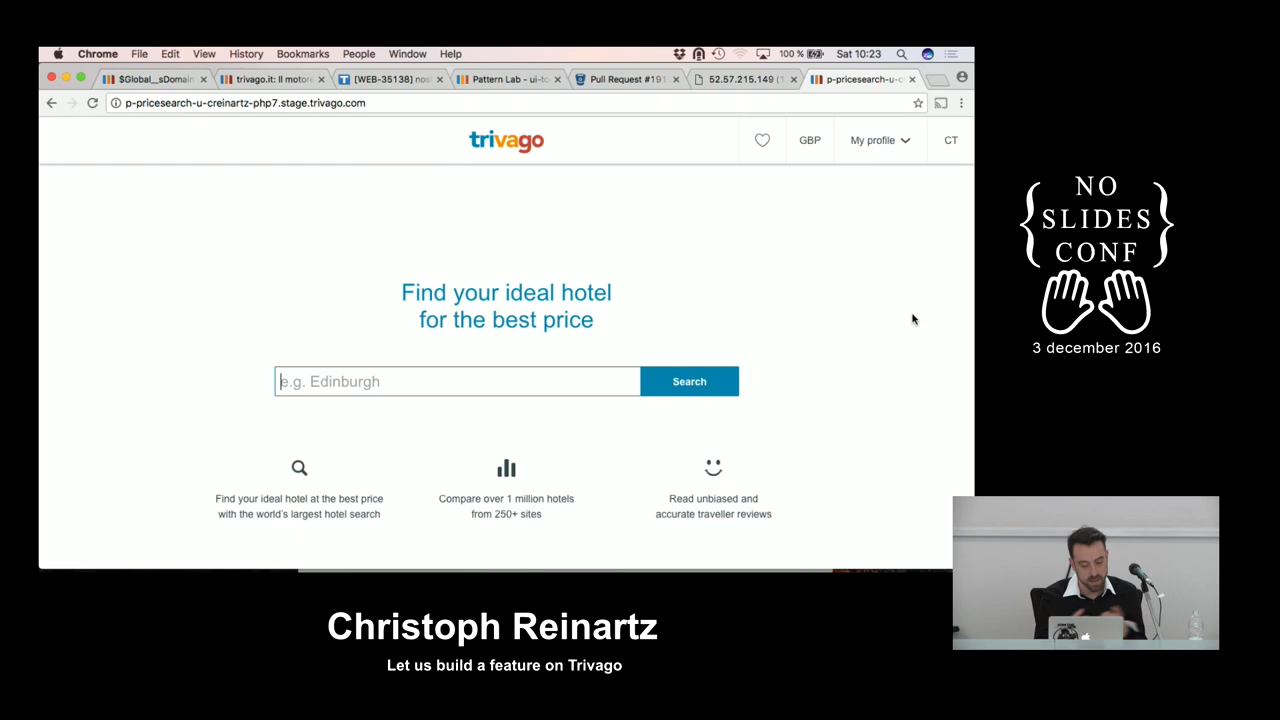 Chrome File Edit View History Bookmarks People Window Help 100 % Sat 10:23
$Global__sDomain
trivago.it: Il motore
[WEB-35138] nos
Pattern Lab - ui-to
Pull Request #191
52.57.215.149 (1
p-pricesearch-u-c
p-pricesearch-u-creinartz-php7.stage.trivago.com
trivago
GBP
My profile
CT
Find your ideal hotel
for the best price
e.g. Edinburgh
Search
Find your ideal hotel at the best price
with the world's largest hotel search
Compare over 1 million hotels
from 250+ sites
Read unbiased and
accurate traveller reviews
NO
SLIDES
CONF
3 december 2016
Christoph Reinartz
Let us build a feature on Trivago